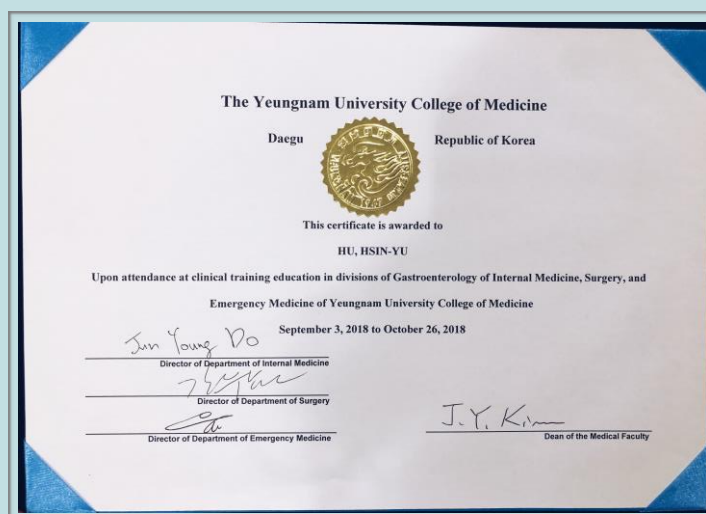 The Yeungnam University College of Medicine
Daegu
Republic of Korea
This certificate is awarded to
HU, HSIN-YU
Upon attendance at clinical training education in divisions of Gastroenterology of Internal Medicine, Surgery, and
Emergency Medicine of Yeungnam University College of Medicine
September 3, 2018 to October 26, 2018
Jun Young Do
Director of Department of Internal Medicine
Director of Department of Surgery
Director of Department of Emergency Medicine
J.Y. Kim
Dean of the Medical Faculty